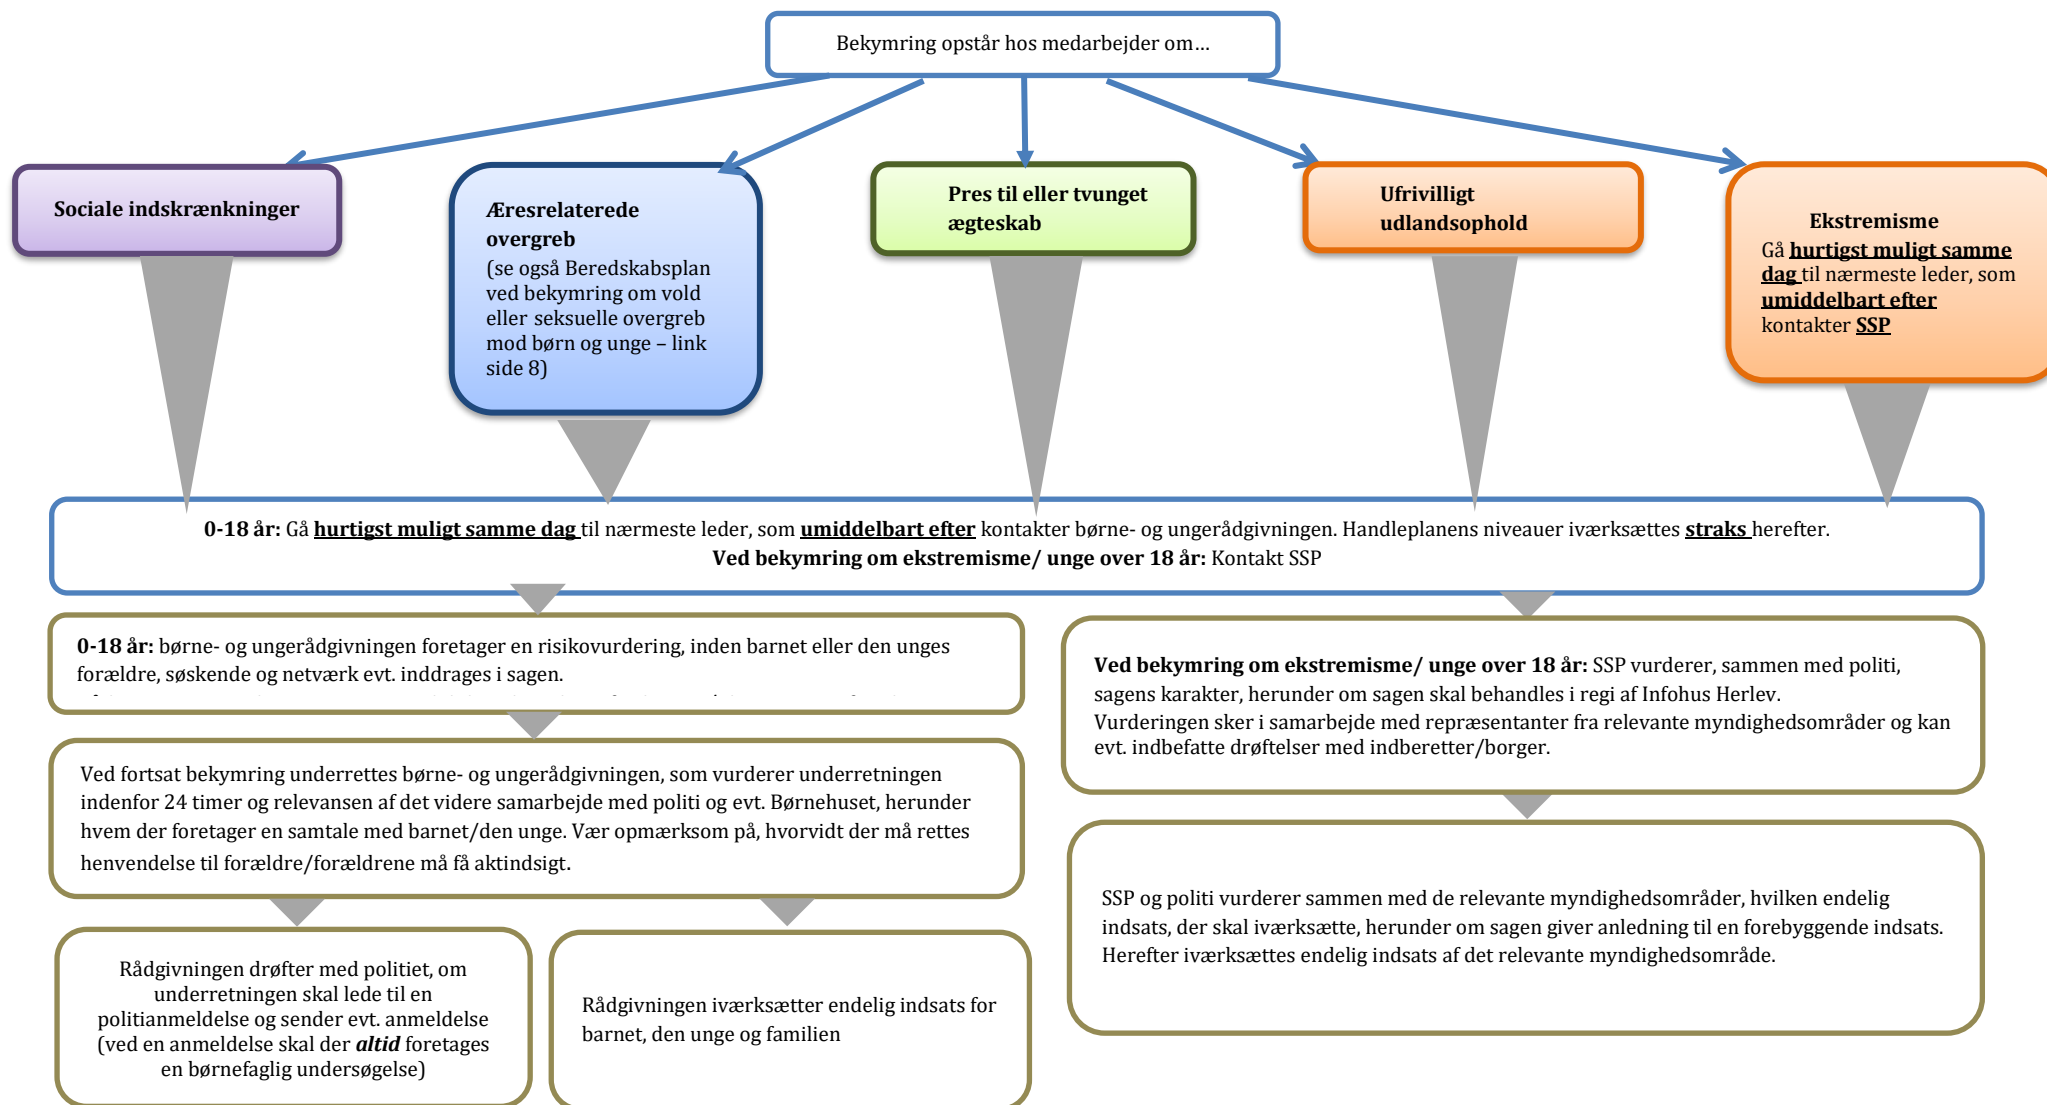 Bekymring opstår hos medarbejder om…
Sociale indskrænkninger
Æresrelaterede
overgreb
(se også Beredskabsplan
ved bekymring om vold
eller seksuelle overgreb
mod børn og unge – link
side 8)
Pres til eller tvunget
ægteskab
Ufrivilligt
udlandsophold
Ekstremisme
Gå hurtigst muligt samme
dag til nærmeste leder, som
umiddelbart efter
kontakter SSP
0-18 år: Gå hurtigst muligt samme dag til nærmeste leder, som umiddelbart efter kontakter børne- og ungerådgivningen. Handleplanens niveauer iværksættes straks herefter.
Ved bekymring om ekstremisme/ unge over 18 år: Kontakt SSP
0-18 år: børne- og ungerådgivningen foretager en risikovurdering, inden barnet eller den unges
forældre, søskende og netværk evt. inddrages i sagen.
Ved fortsat bekymring underrettes børne- og ungerådgivningen, som vurderer underretningen
indenfor 24 timer og relevansen af det videre samarbejde med politi og evt. Børnehuset, herunder
hvem der foretager en samtale med barnet/den unge. Vær opmærksom på, hvorvidt der må rettes
henvendelse til forældre/forældrene må få aktindsigt.
Rådgivningen drøfter med politiet, om
underretningen skal lede til en
politianmeldelse og sender evt. anmeldelse
(ved en anmeldelse skal der altid foretages
en børnefaglig undersøgelse)
Rådgivningen iværksætter endelig indsats for
barnet, den unge og familien
Ved bekymring om ekstremisme/ unge over 18 år: SSP vurderer, sammen med politi,
sagens karakter, herunder om sagen skal behandles i regi af Infohus Herlev.
Vurderingen sker i samarbejde med repræsentanter fra relevante myndighedsområder og kan
evt. indbefatte drøftelser med indberetter/borger.
SSP og politi vurderer sammen med de relevante myndighedsområder, hvilken endelig
indsats, der skal iværksætte, herunder om sagen giver anledning til en forebyggende indsats.
Herefter iværksættes endelig indsats af det relevante myndighedsområde.